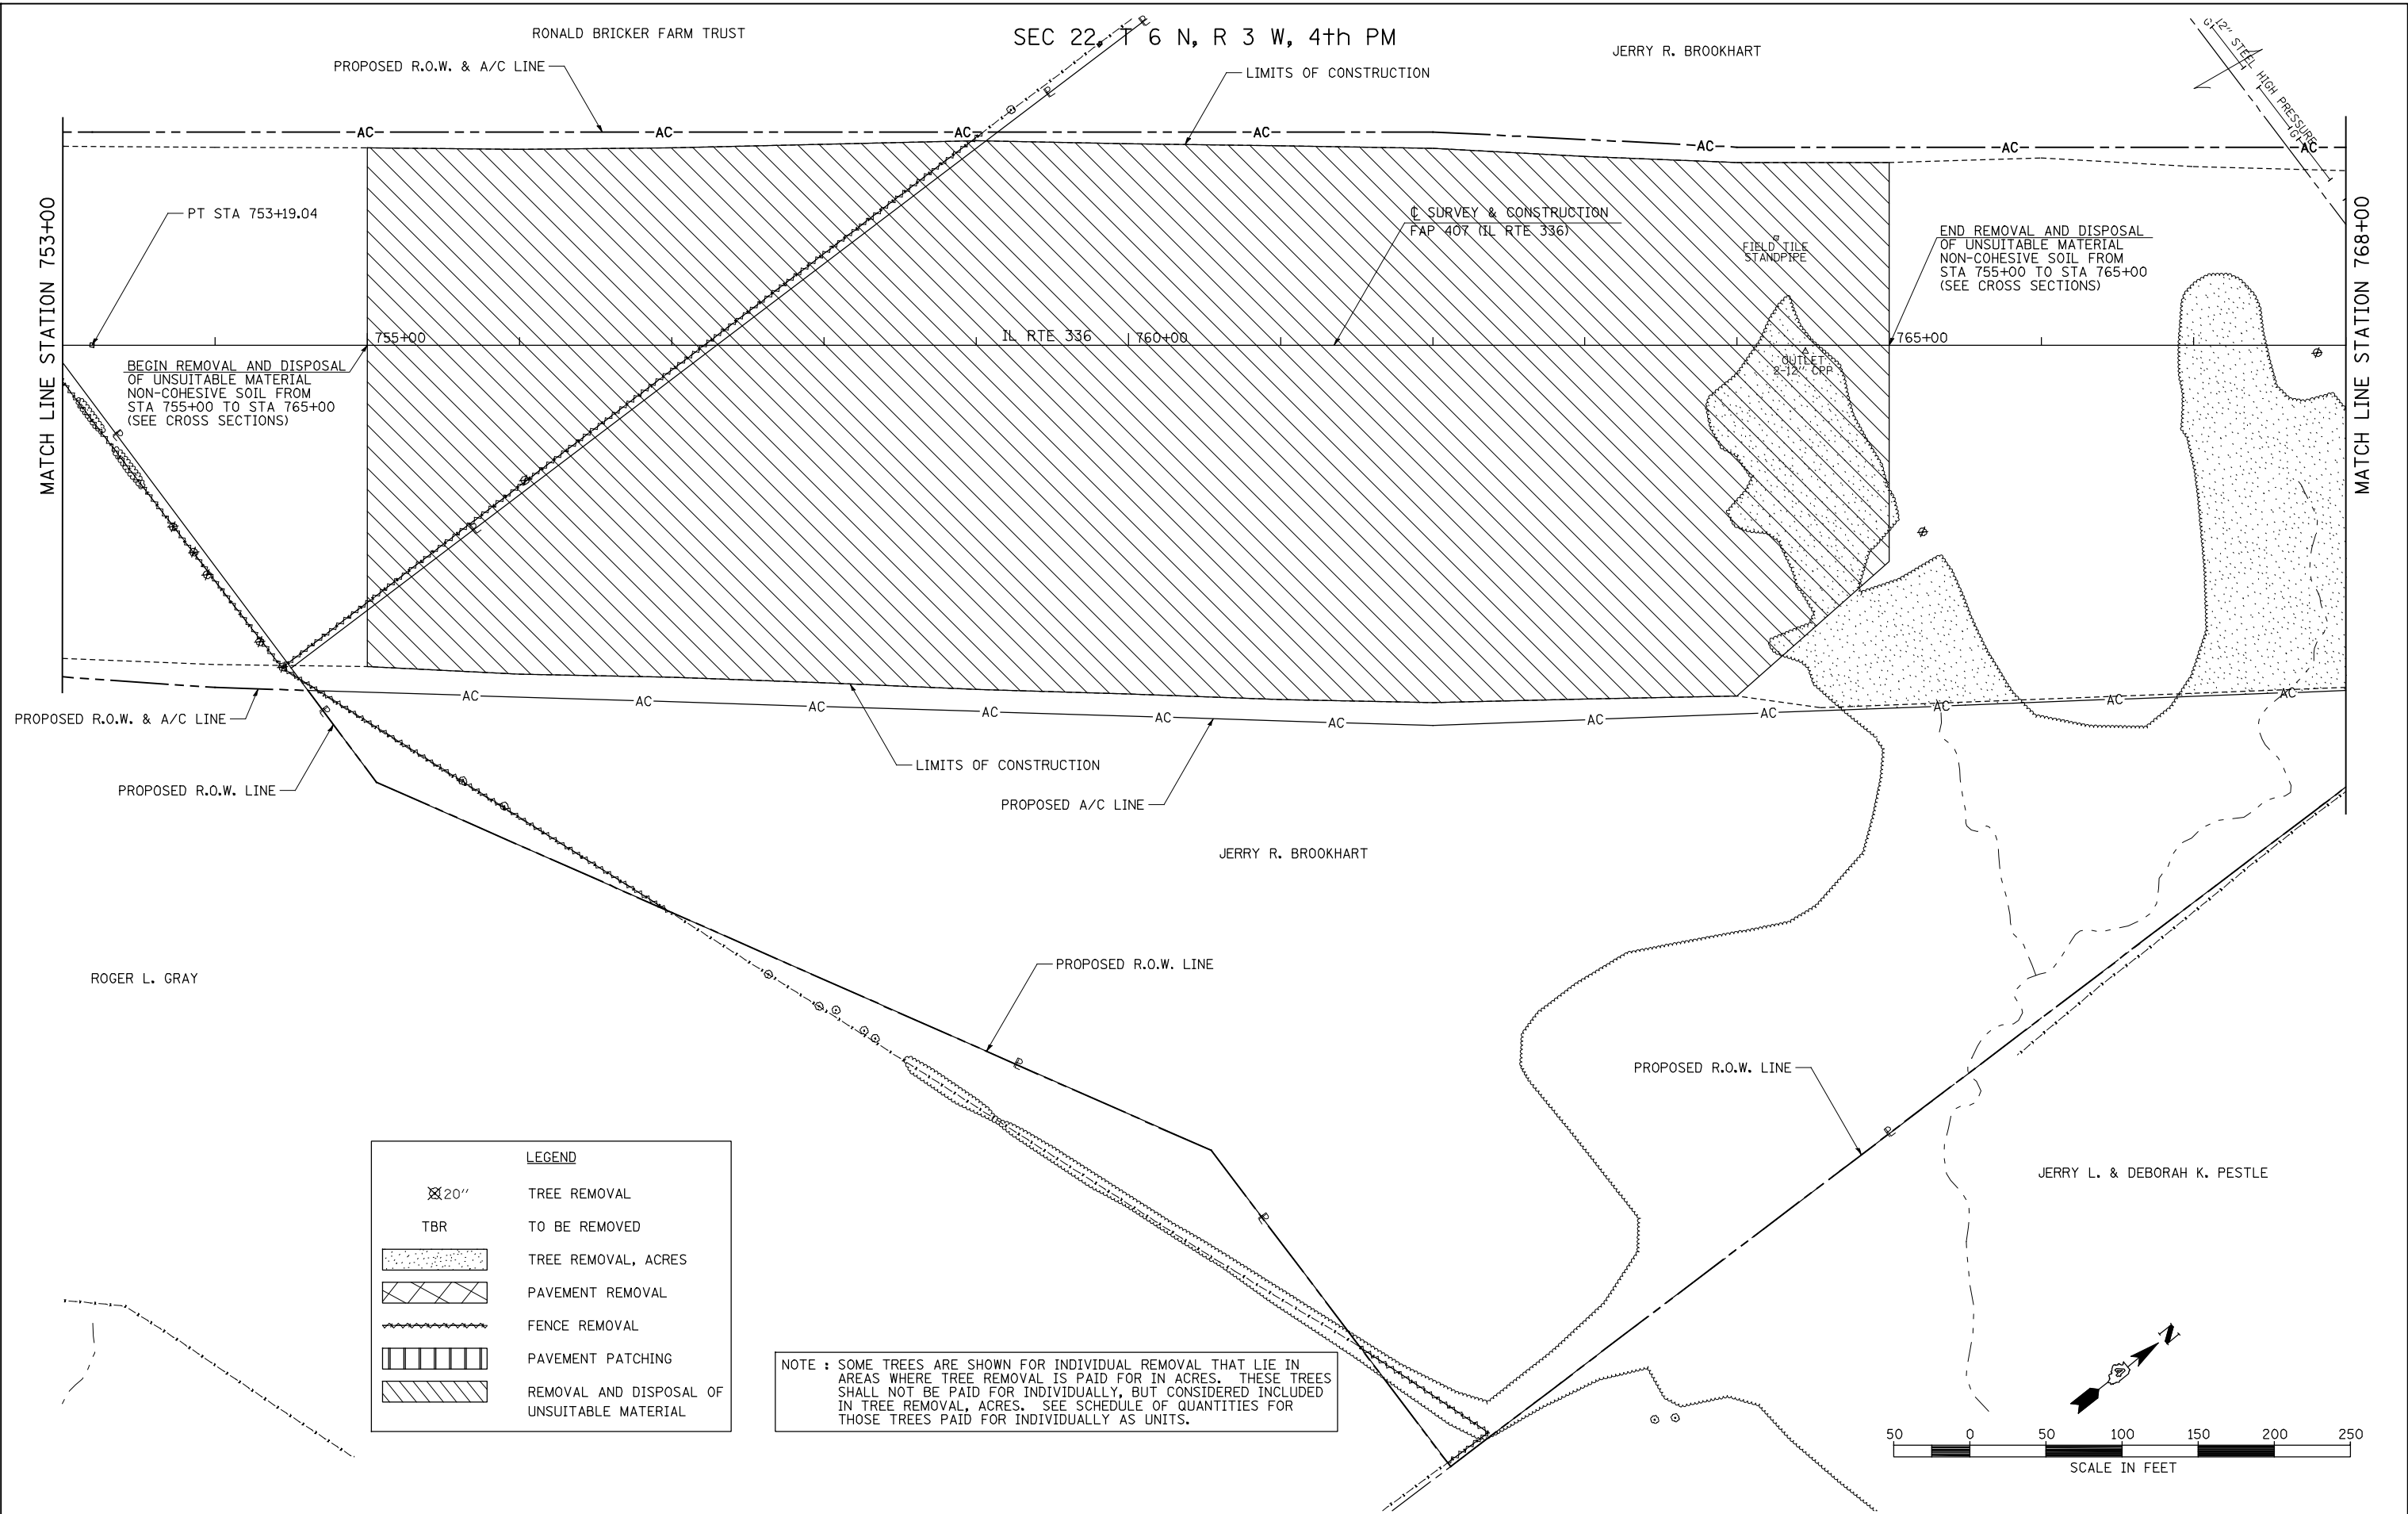 RONALD BRICKER FARM TRUST
SEC 22, T 6 N, R 3 W, 4th PM
JERRY R. BROOKHART
12" STEEL HIGH PRESSURE
G
G
PROPOSED R.O.W. & A/C LINE
LIMITS OF CONSTRUCTION
AC AC AC AC AC AC AC
MATCH LINE STATION 753+00
PT STA 753+19.04
℄ SURVEY & CONSTRUCTION
FAP 407 (IL RTE 336)
FIELD TILE
STANDPIPE
END REMOVAL AND DISPOSAL
OF UNSUITABLE MATERIAL
NON-COHESIVE SOIL FROM
STA 755+00 TO STA 765+00
(SEE CROSS SECTIONS)
MATCH LINE STATION 768+00
755+00
IL RTE 336
760+00
765+00
BEGIN REMOVAL AND DISPOSAL
OF UNSUITABLE MATERIAL
NON-COHESIVE SOIL FROM
STA 755+00 TO STA 765+00
(SEE CROSS SECTIONS)
OUTLET
2-12" CPP
AC AC AC AC AC AC AC AC AC AC AC
PROPOSED R.O.W. & A/C LINE
PROPOSED R.O.W. LINE
LIMITS OF CONSTRUCTION
PROPOSED A/C LINE
JERRY R. BROOKHART
ROGER L. GRAY
PROPOSED R.O.W. LINE
PROPOSED R.O.W. LINE
JERRY L. & DEBORAH K. PESTLE
LEGEND
20" TREE REMOVAL
TBR TO BE REMOVED
TREE REMOVAL, ACRES
PAVEMENT REMOVAL
FENCE REMOVAL
PAVEMENT PATCHING
REMOVAL AND DISPOSAL OF
UNSUITABLE MATERIAL
NOTE : SOME TREES ARE SHOWN FOR INDIVIDUAL REMOVAL THAT LIE IN
AREAS WHERE TREE REMOVAL IS PAID FOR IN ACRES. THESE TREES
SHALL NOT BE PAID FOR INDIVIDUALLY, BUT CONSIDERED INCLUDED
IN TREE REMOVAL, ACRES. SEE SCHEDULE OF QUANTITIES FOR
THOSE TREES PAID FOR INDIVIDUALLY AS UNITS.
N
50 0 50 100 150 200 250
SCALE IN FEET